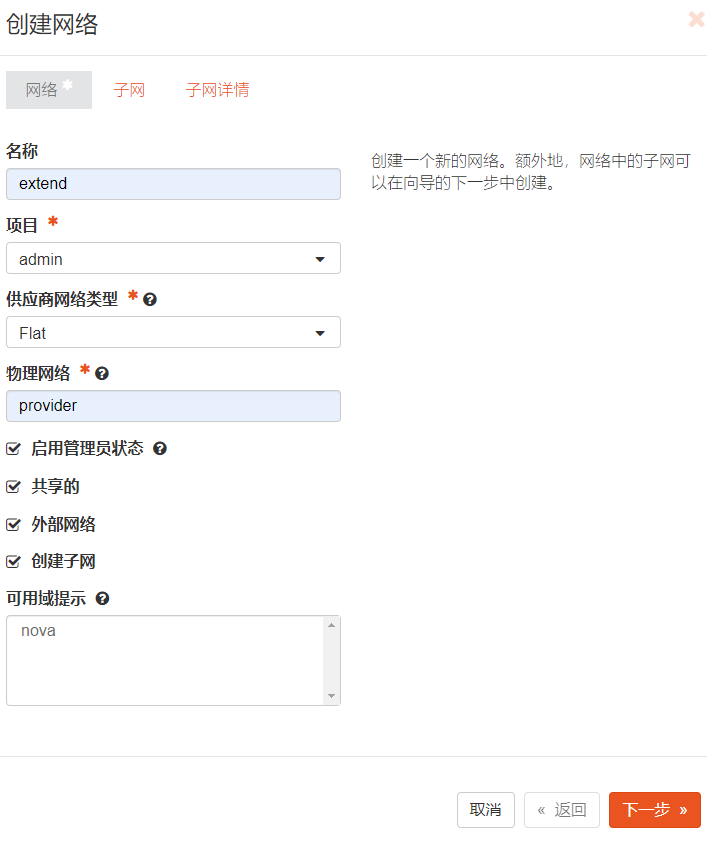 创建网络
网络 *
子网
子网详情
名称
extend
创建一个新的网络。额外地，网络中的子网可
以在向导的下一步中创建。
项目 *
admin
供应商网络类型 *
Flat
物理网络 *
provider
启用管理员状态
共享的
外部网络
创建子网
可用域提示
nova
取消
« 返回
下一步 »